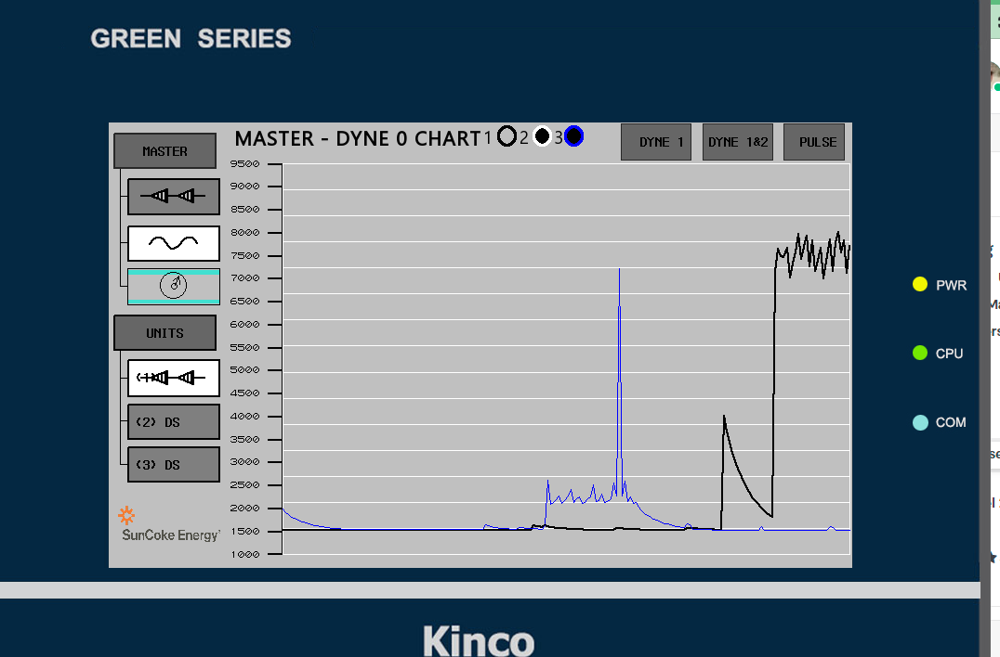 GREEN SERIES
MASTER
MASTER - DYNE 0 CHART 1 2 3
DYNE 1
DYNE 1&2
PULSE
9500
9000
8500
8000
7500
7000
6500
6000
5500
5000
4500
4000
3500
3000
2500
2000
1500
1000
UNITS
(1)
(2) DS
(3) DS
SunCoke Energy
PWR
CPU
COM
Kinco